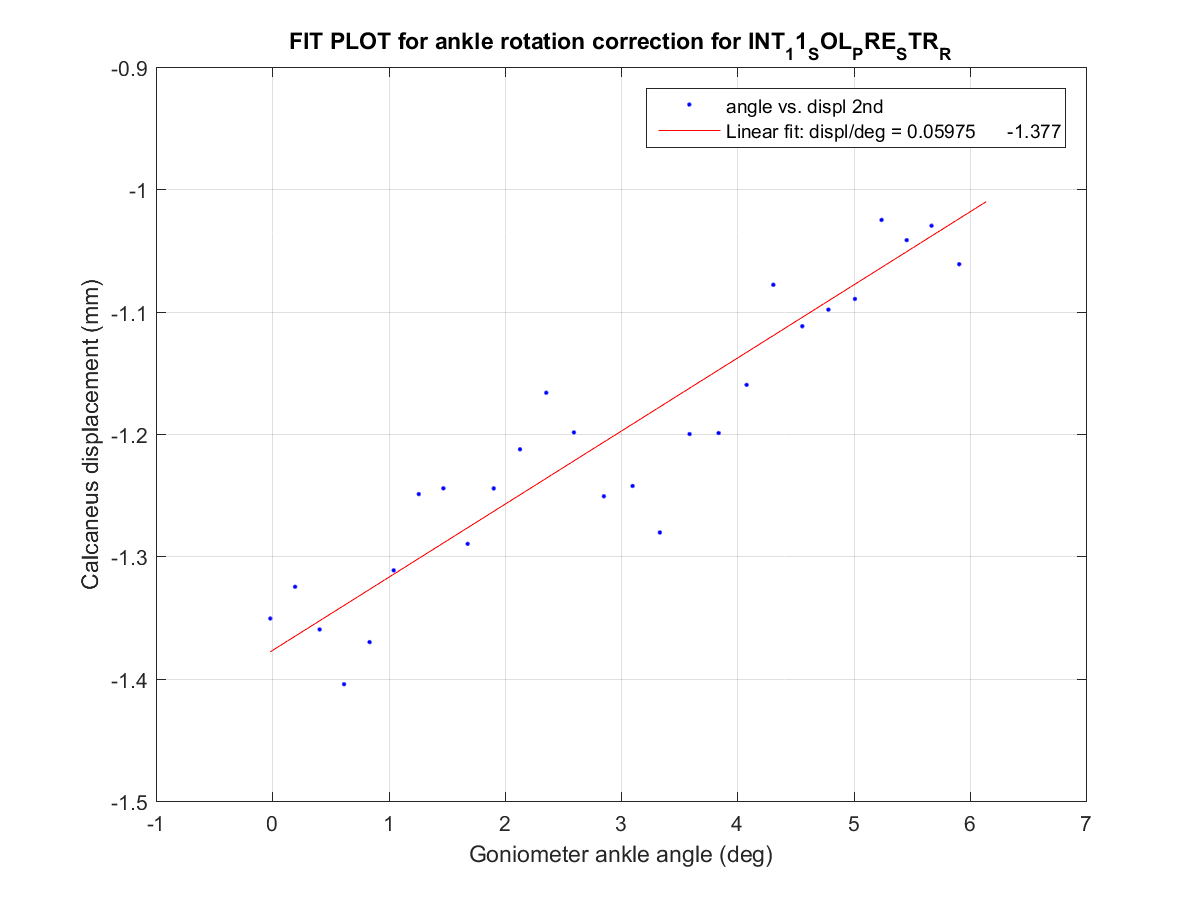 FIT PLOT for ankle rotation correction for INT₁1ₛOLₚREₛTRᵣ
-0.9
angle vs. displ 2nd
Linear fit: displ/deg = 0.05975 -1.377
-1
-1.1
-1.2
-1.3
-1.4
-1.5
Calcaneus displacement (mm)
-1 0 1 2 3 4 5 6 7
Goniometer ankle angle (deg)